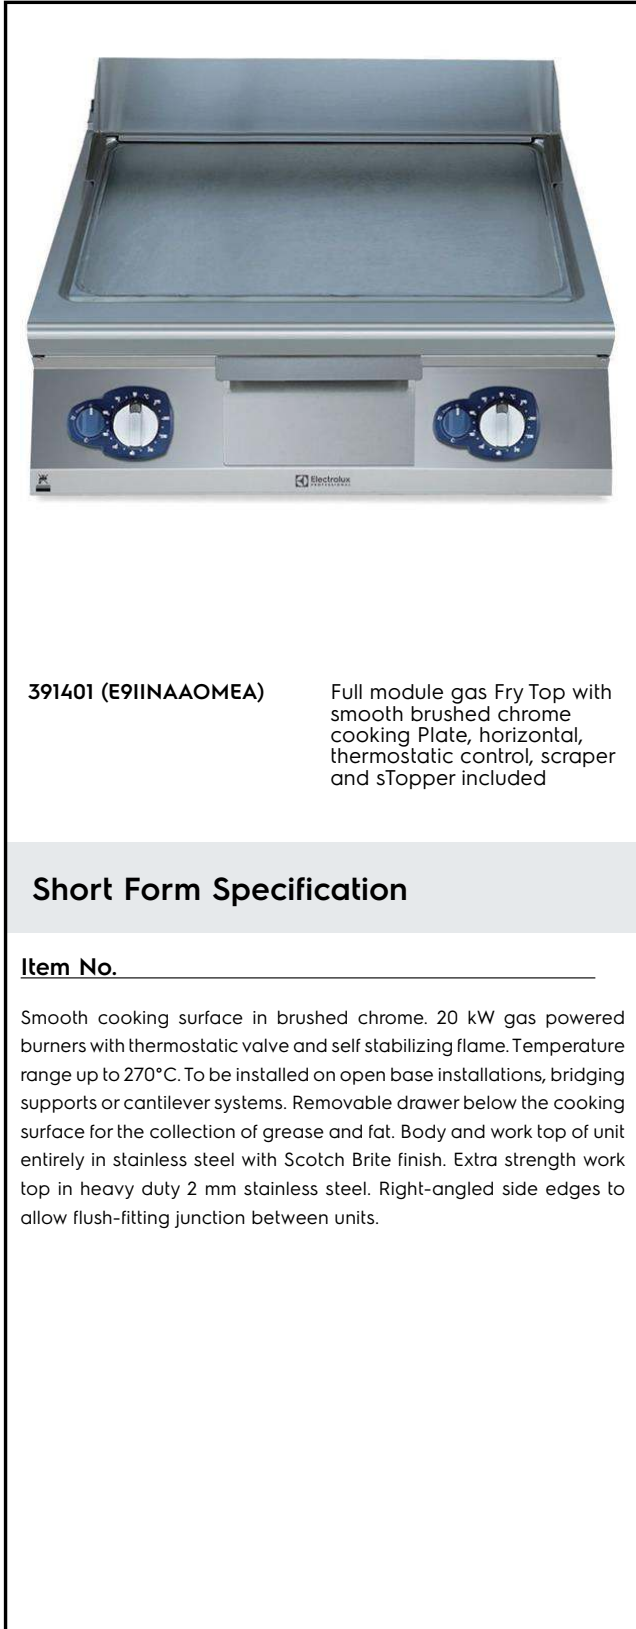 Electrolux
PROFESSIONAL
391401 (E9IINAAOMEA)
Full module gas Fry Top with
smooth brushed chrome
cooking Plate, horizontal,
thermostatic control, scraper
and sTopper included
Short Form Specification
Item No.
Smooth cooking surface in brushed chrome. 20 kW gas powered
burners with thermostatic valve and self stabilizing flame. Temperature
range up to 270°C. To be installed on open base installations, bridging
supports or cantilever systems. Removable drawer below the cooking
surface for the collection of grease and fat. Body and work top of unit
entirely in stainless steel with Scotch Brite finish. Extra strength work
top in heavy duty 2 mm stainless steel. Right-angled side edges to
allow flush-fitting junction between units.